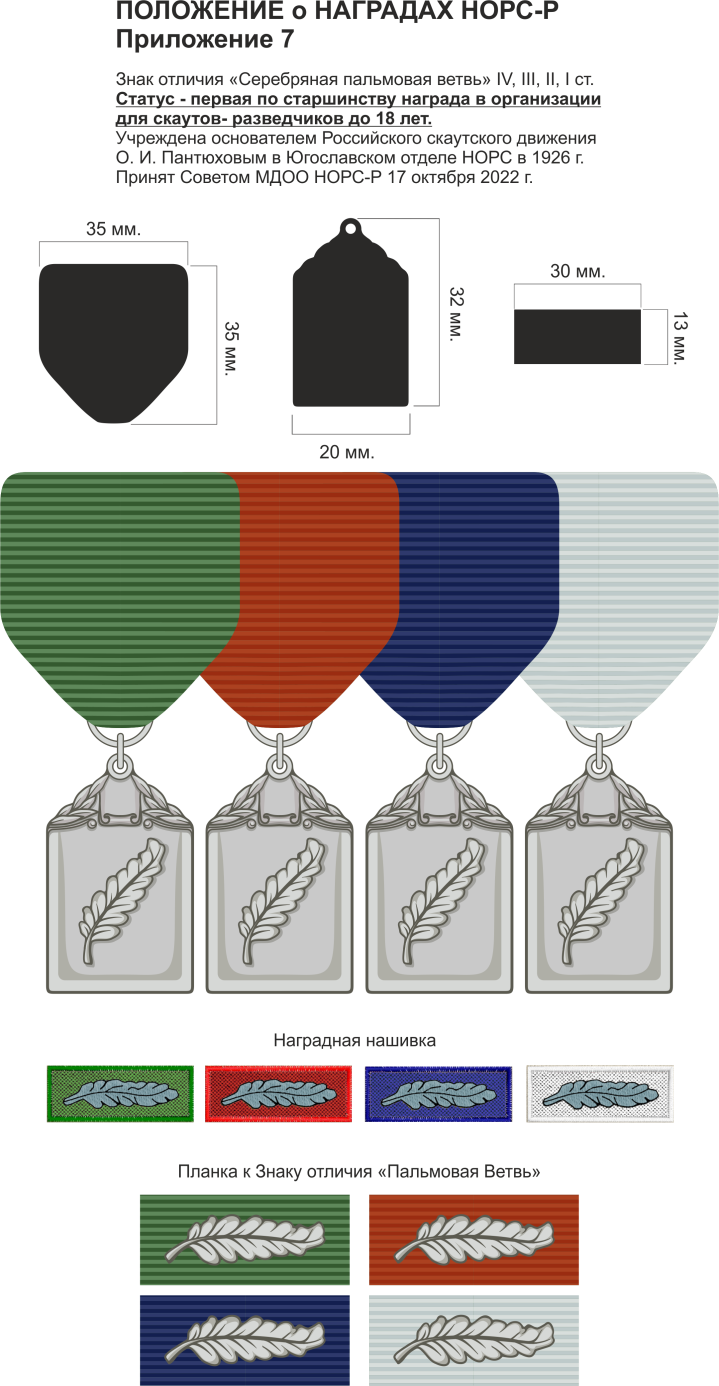 ПОЛОЖЕНИЕ о НАГРАДАХ НОРС-Р
Приложение 7
Знак отличия «Серебряная пальмовая ветвь» IV, III, II, I ст.
Статус - первая по старшинству награда в организации
для скаутов- разведчиков до 18 лет.
Учреждена основателем Российского скаутского движения
О. И. Пантюховым в Югославском отделе НОРС в 1926 г.
Принят Советом МДОО НОРС-Р 17 октября 2022 г.
35 мм.
35 мм.
32 мм.
20 мм.
30 мм.
13 мм.
Наградная нашивка
Планка к Знаку отличия «Пальмовая Ветвь»